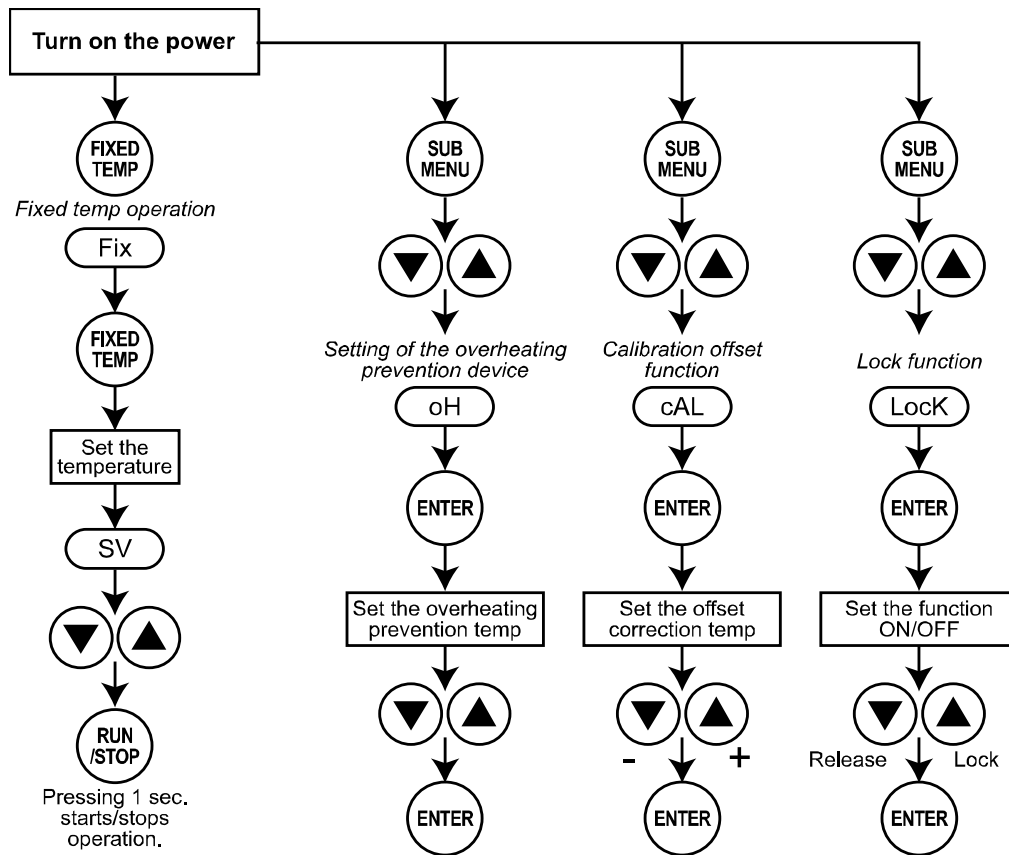 Turn on the power
FIXED
TEMP
Fixed temp operation
Fix
FIXED
TEMP
Set the
temperature
SV
RUN
/STOP
Pressing 1 sec.
starts/stops
operation.
SUB
MENU
Setting of the overheating
prevention device
oH
ENTER
Set the overheating
prevention temp
ENTER
SUB
MENU
Calibration offset
function
cAL
ENTER
Set the offset
correction temp
- +
ENTER
SUB
MENU
Lock function
LocK
ENTER
Set the function
ON/OFF
Release Lock
ENTER